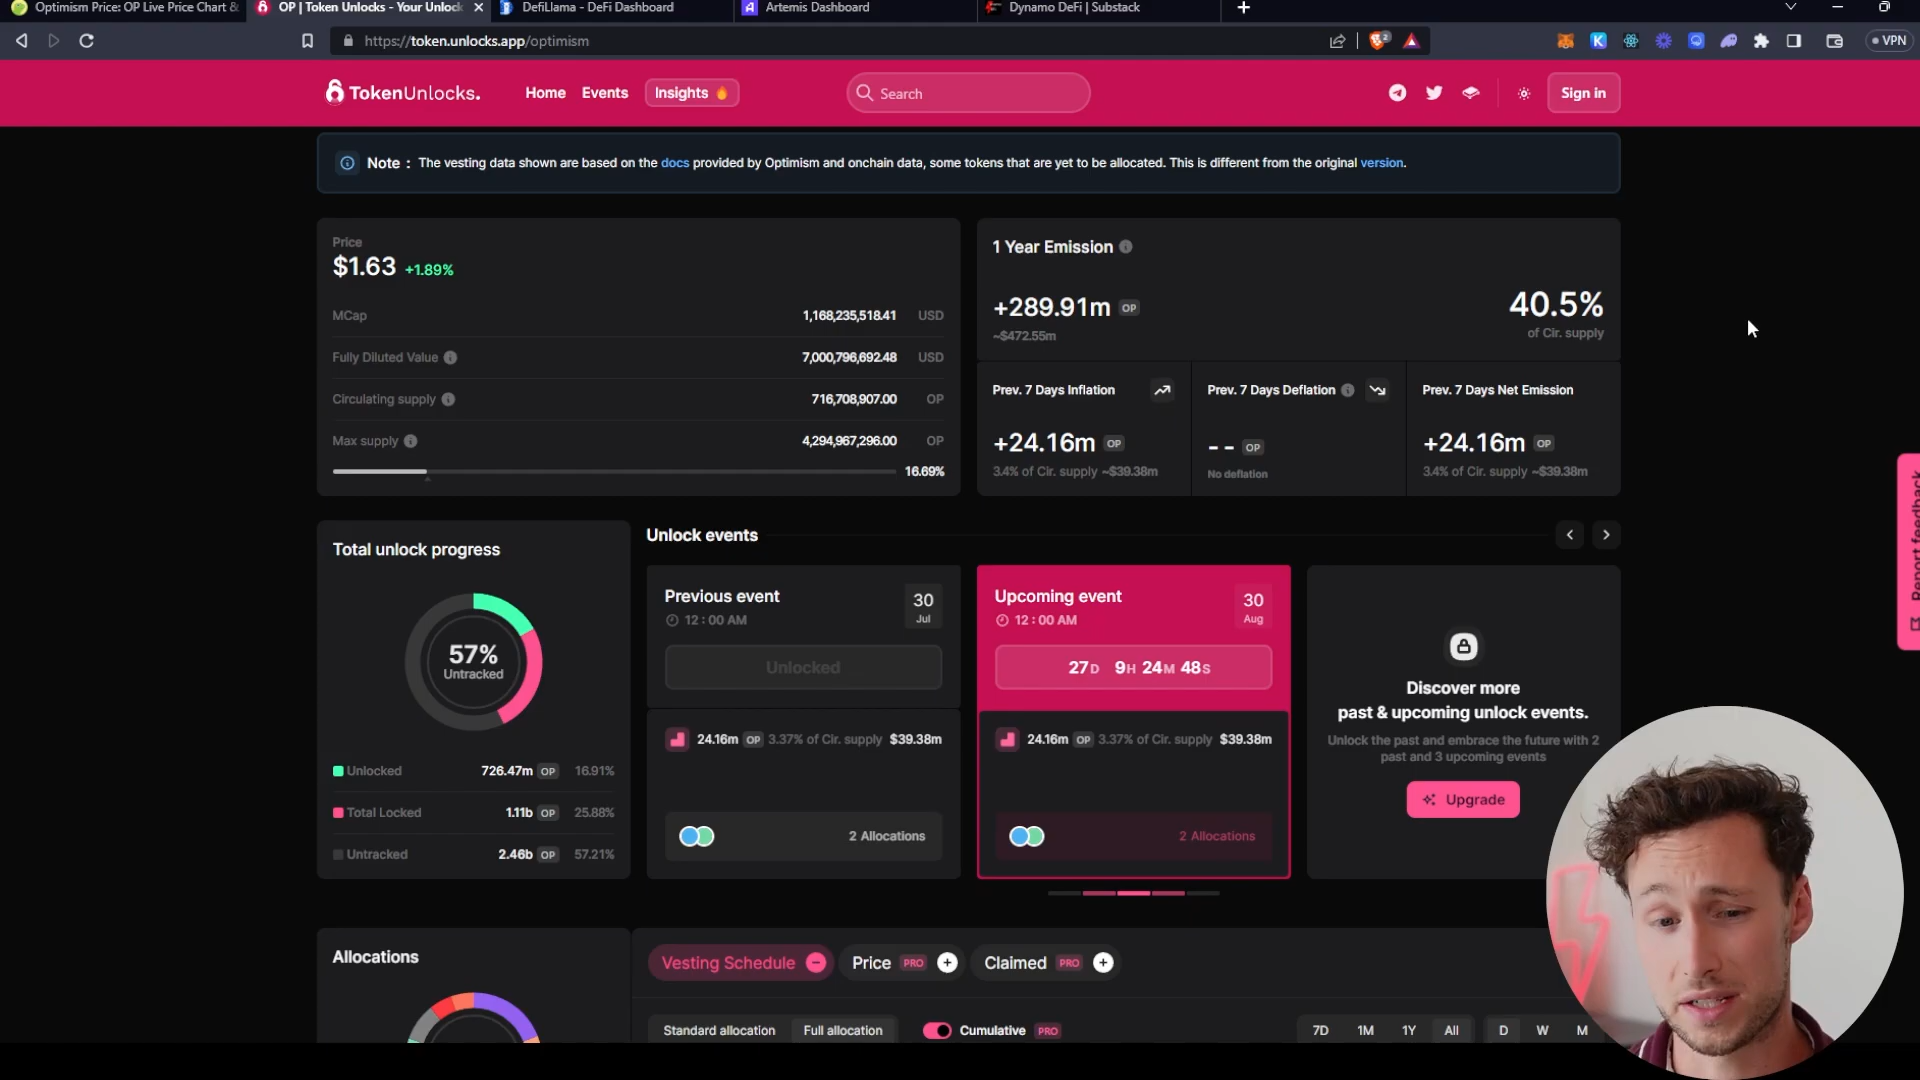 Optimism Price: OP Live Price Chart &
OP | Token Unlocks - Your Unlock
DefiLlama - DeFi Dashboard
Artemis Dashboard
Dynamo DeFi | Substack
https://token.unlocks.app/optimism
2
VPN
TokenUnlocks.
Home
Events
Insights
Search
Sign in
Note : The vesting data shown are based on the docs provided by Optimism and onchain data, some tokens that are yet to be allocated. This is different from the original version.
Price
$1.63 +1.89%
MCap 1,168,235,518.41 USD
Fully Diluted Value 7,000,796,692.48 USD
Circulating supply 716,708,907.00 OP
Max supply 4,294,967,296.00 OP
16.69%
1 Year Emission
+289.91m OP
~$472.55m
40.5%
of Cir. supply
Prev. 7 Days Inflation
+24.16m OP
3.4% of Cir. supply ~$39.38m
Prev. 7 Days Deflation
-- OP
No deflation
Prev. 7 Days Net Emission
+24.16m OP
3.4% of Cir. supply ~$39.38m
Report feedback
Total unlock progress
57%
Untracked
Unlocked 726.47m OP 16.91%
Total Locked 1.11b OP 25.88%
Untracked 2.46b OP 57.21%
Unlock events
Previous event
12 : 00 AM
30
Jul
Unlocked
24.16m OP 3.37% of Cir. supply $39.38m
2 Allocations
Upcoming event
12 : 00 AM
30
Aug
27D 9H 24M 48S
24.16m OP 3.37% of Cir. supply $39.38m
2 Allocations
Discover more
past & upcoming unlock events.
Unlock the past and embrace the future with 2
past and 3 upcoming events
Upgrade
Allocations
Vesting Schedule
Price PRO
Claimed PRO
Standard allocation
Full allocation
Cumulative PRO
7D 1M 1Y All
D W M